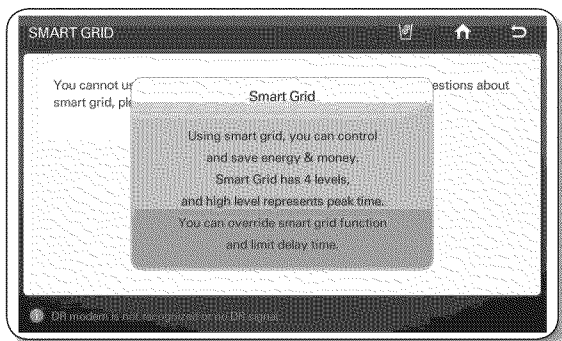 SMART GRID
You cannot us estions about
smart grid, ple
Smart Grid
Using smart grid, you can control
and save energy & money.
Smart Grid has 4 levels,
and high level represents peak time.
You can override smart grid function
and limit delay time.
DR modem is not recognized or no DR signal.